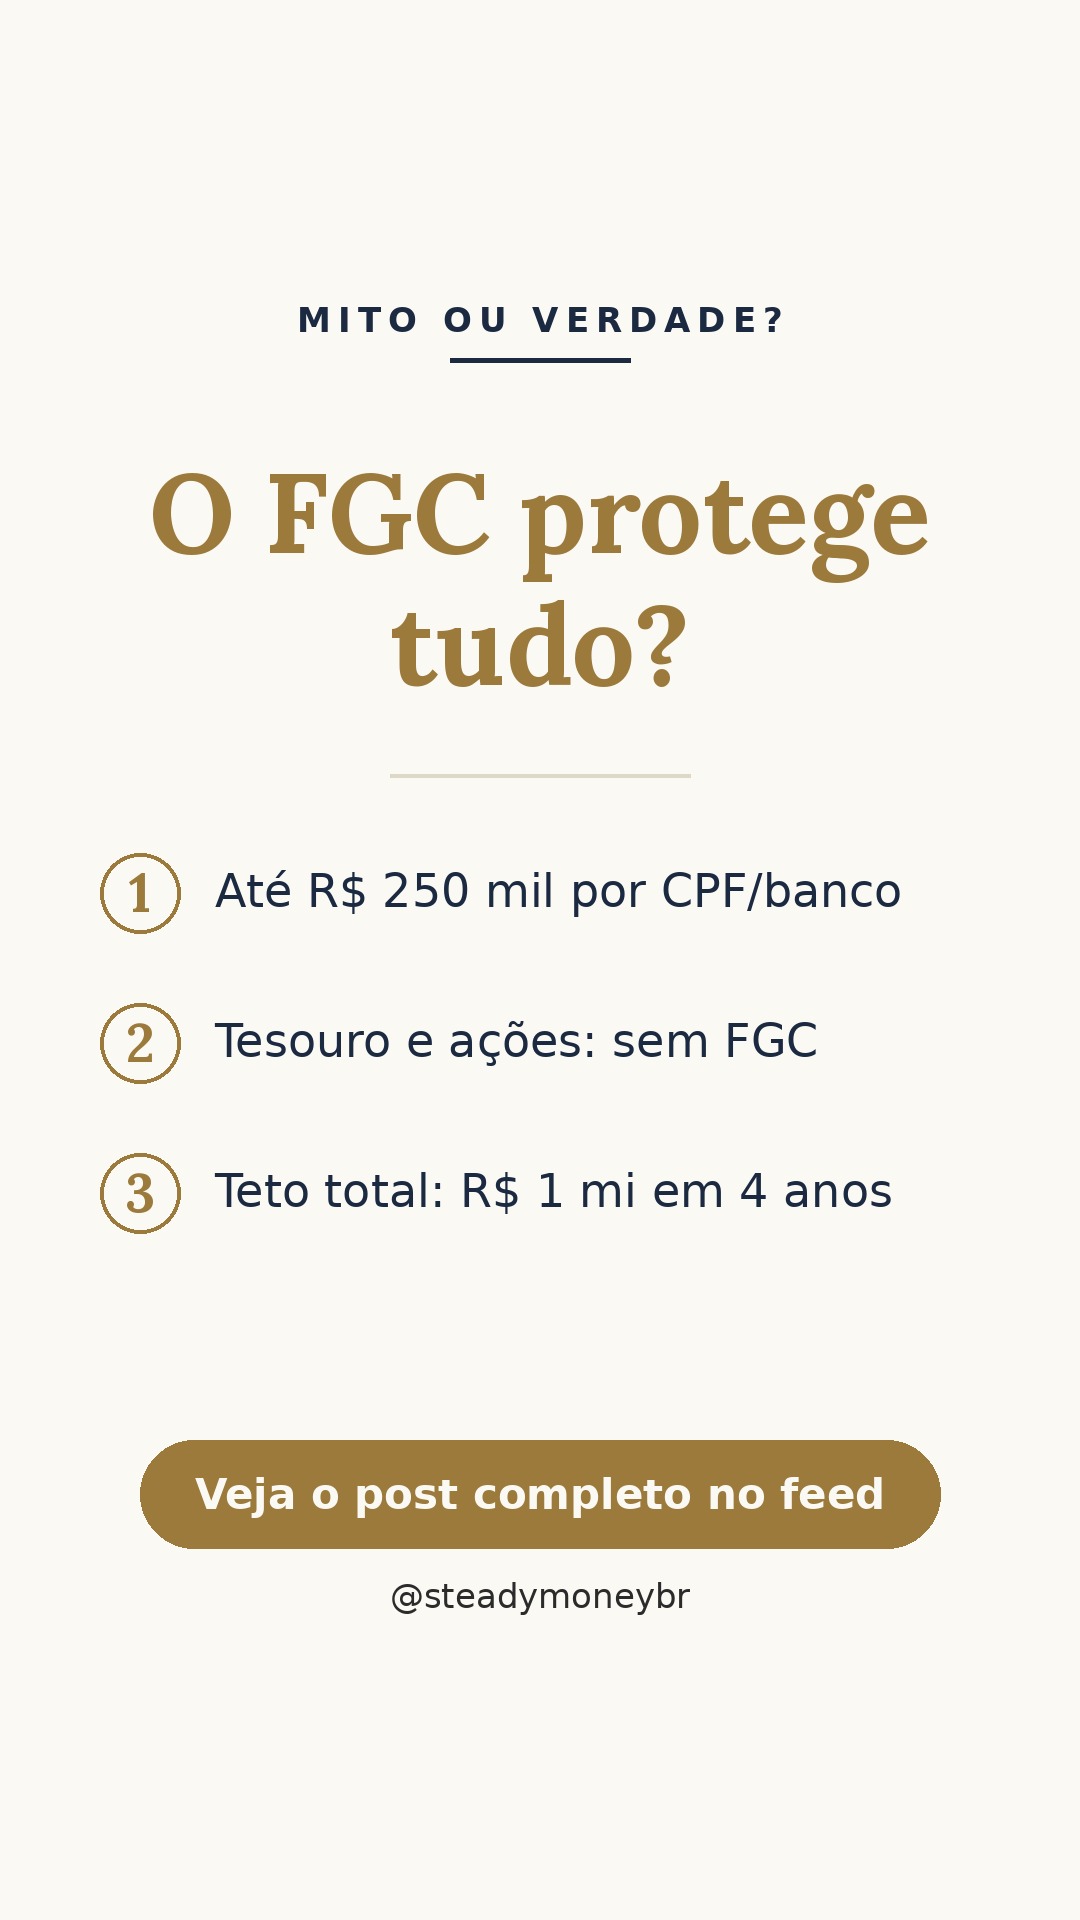 MITO OU VERDADE?
O FGC protege
tudo?
1 Até R$ 250 mil por CPF/banco
2 Tesouro e ações: sem FGC
3 Teto total: R$ 1 mi em 4 anos
Veja o post completo no feed
@steadymoneybr